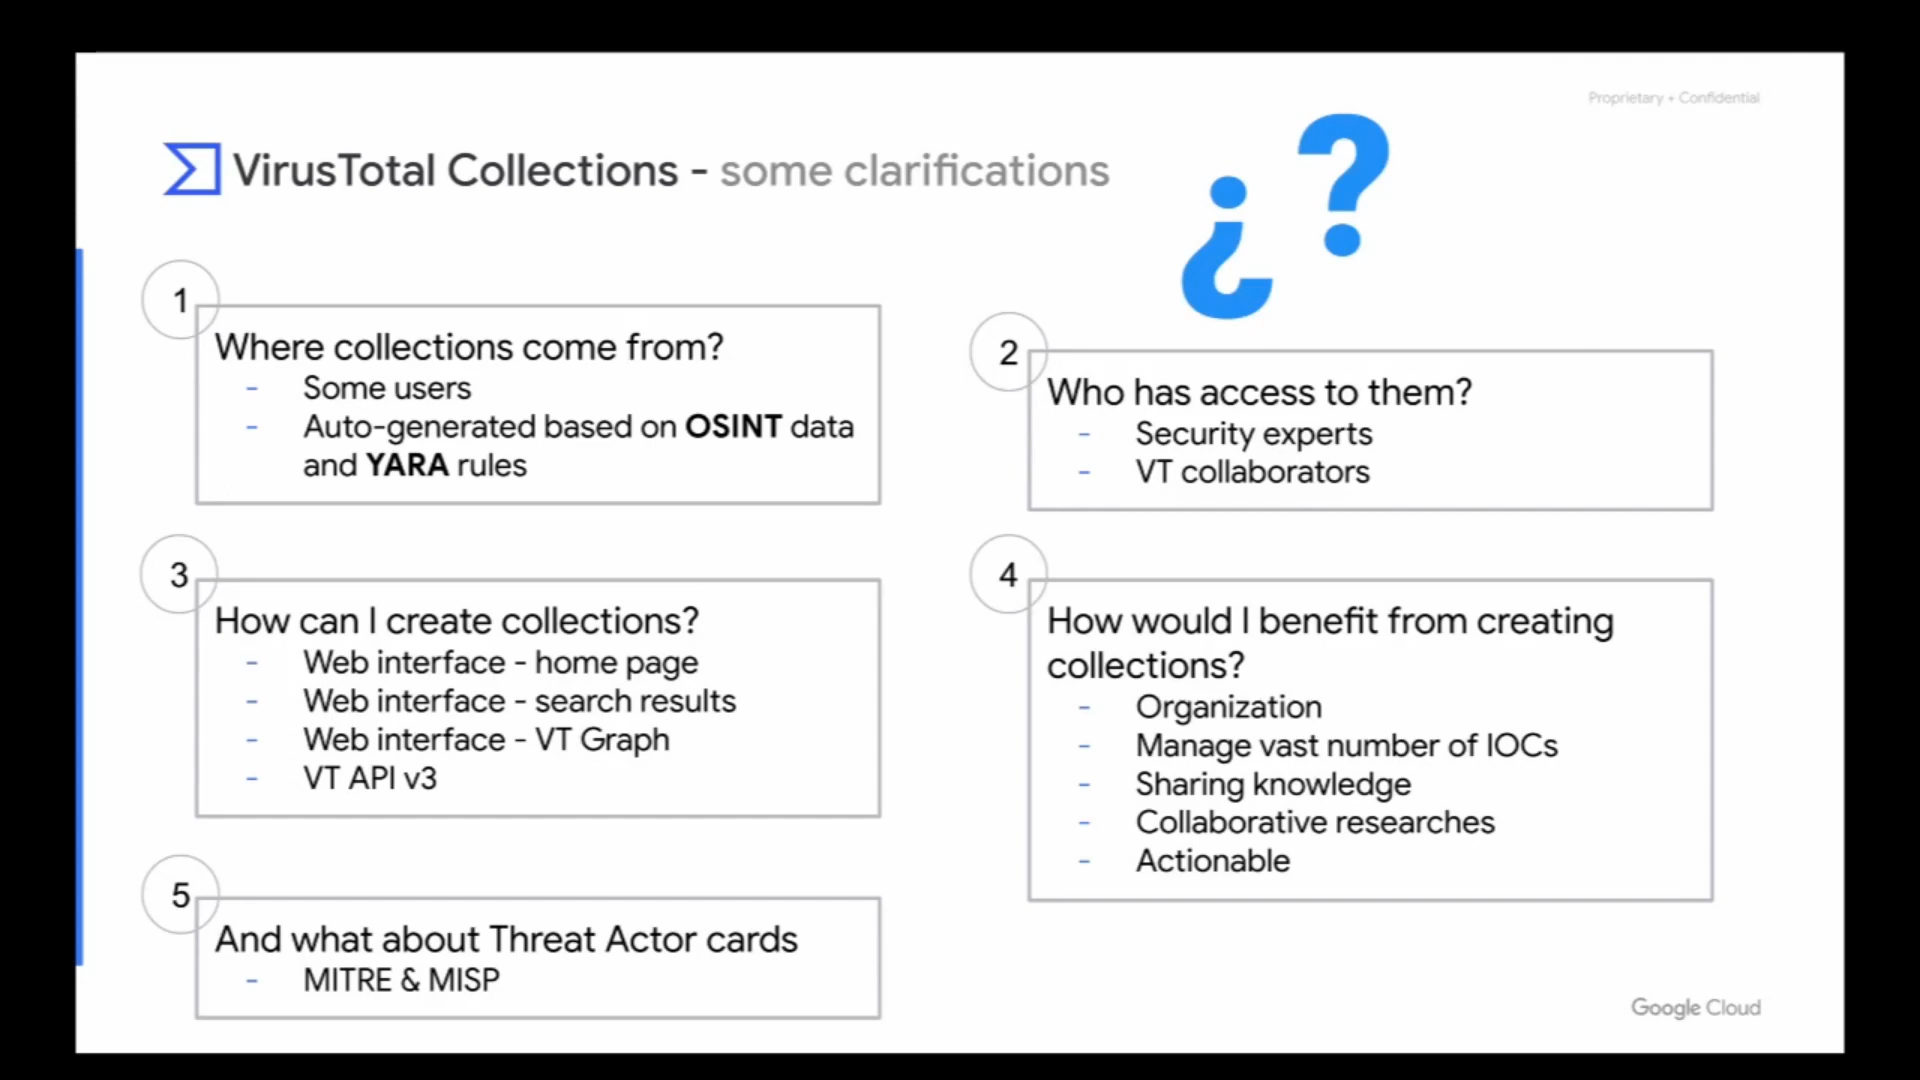 Proprietary + Confidential
VirusTotal Collections - some clarifications
¿?
1
Where collections come from?
- Some users
- Auto-generated based on OSINT data
and YARA rules
2
Who has access to them?
- Security experts
- VT collaborators
3
How can I create collections?
- Web interface - home page
- Web interface - search results
- Web interface - VT Graph
- VT API v3
4
How would I benefit from creating
collections?
- Organization
- Manage vast number of IOCs
- Sharing knowledge
- Collaborative researches
- Actionable
5
And what about Threat Actor cards
- MITRE & MISP
Google Cloud